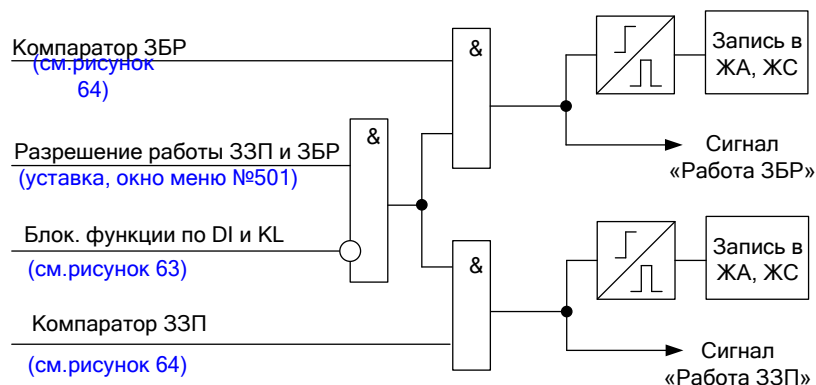 Компаратор ЗБР
(см.рисунок
64)
&
Запись в
ЖА, ЖС
Сигнал
«Работа ЗБР»
Разрешение работы ЗЗП и ЗБР
(уставка, окно меню №501)
&
Блок. функции по DI и KL
(см.рисунок 63)
&
Запись в
ЖА, ЖС
Компаратор ЗЗП
(см.рисунок 64)
Сигнал
«Работа ЗЗП»